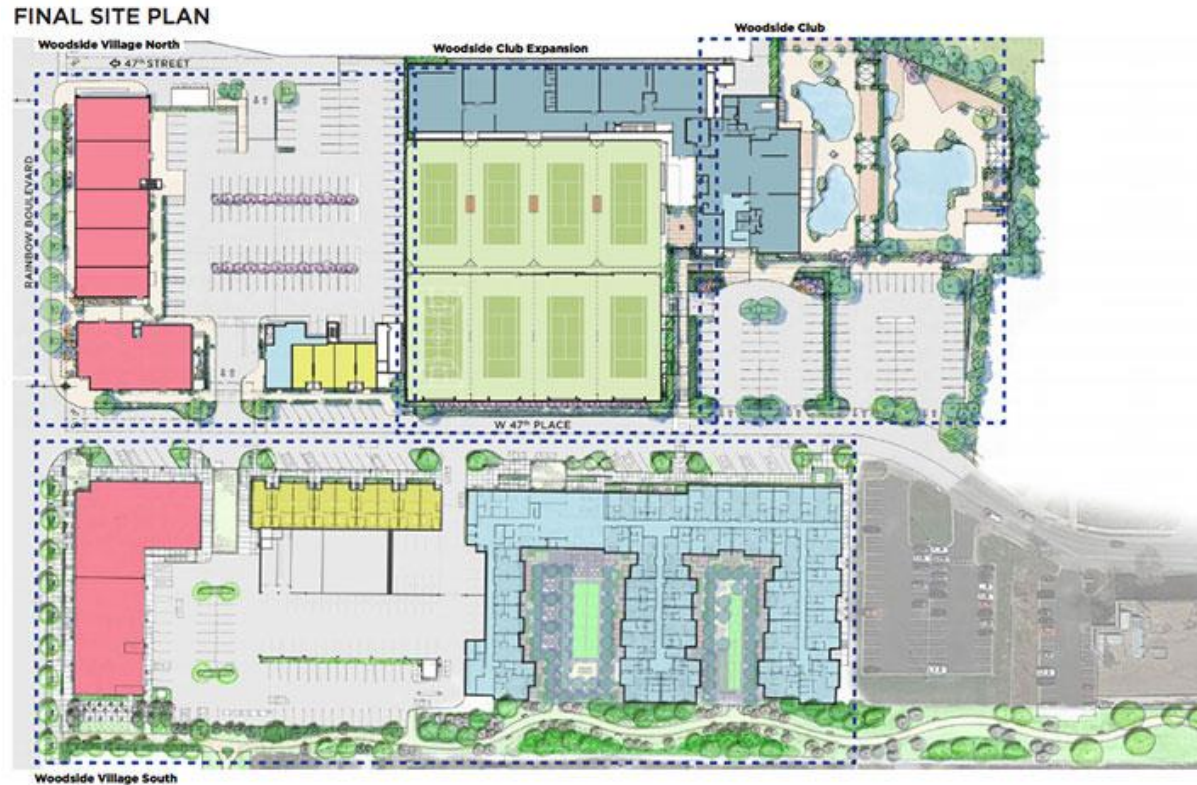 FINAL SITE PLAN
Woodside Club
Woodside Village North
Woodside Club Expansion
47TH STREET
RAINBOW BOULEVARD
W 47TH PLACE
Woodside Village South